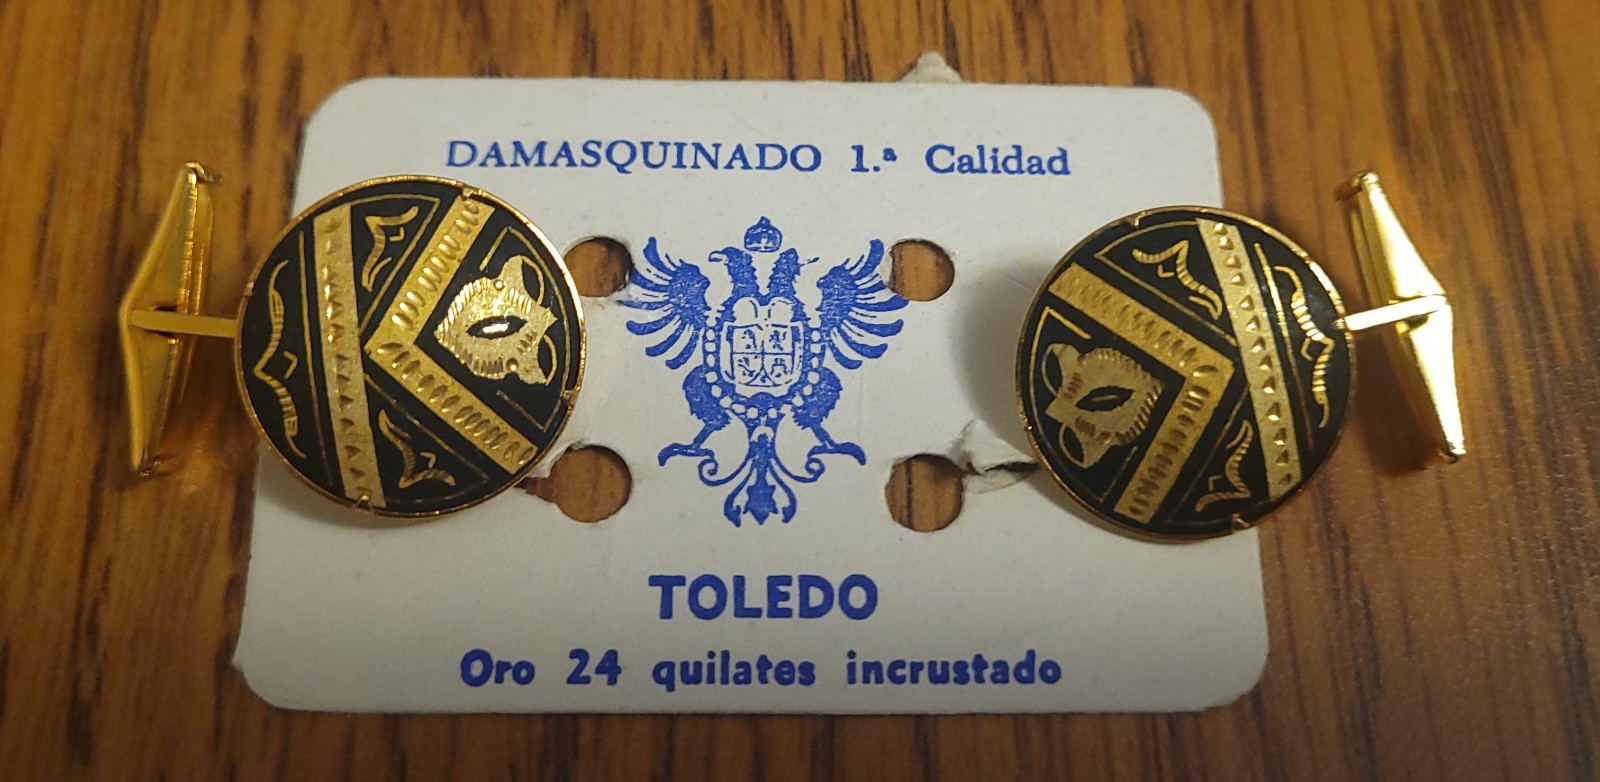 DAMASQUINADO 1.ª Calidad
TOLEDO
Oro 24 quilates incrustado